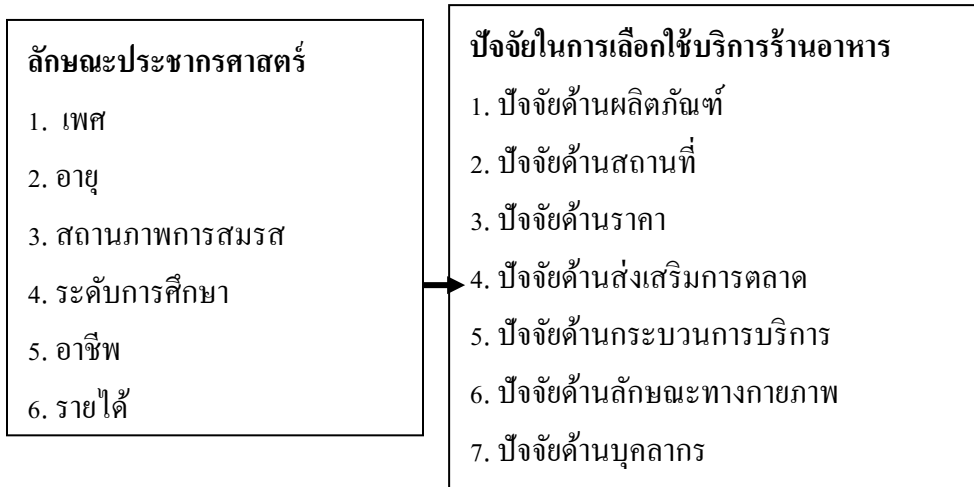 ลักษณะประชากรศาสตร์
1. เพศ
2. อายุ
3. สถานภาพการสมรส
4. ระดับการศึกษา
5. อาชีพ
6. รายได้
ปัจจัยในการเลือกใช้บริการร้านอาหาร
1. ปัจจัยด้านผลิตภัณฑ์
2. ปัจจัยด้านสถานที่
3. ปัจจัยด้านราคา
4. ปัจจัยด้านส่งเสริมการตลาด
5. ปัจจัยด้านกระบวนการบริการ
6. ปัจจัยด้านลักษณะทางกายภาพ
7. ปัจจัยด้านบุคลากร